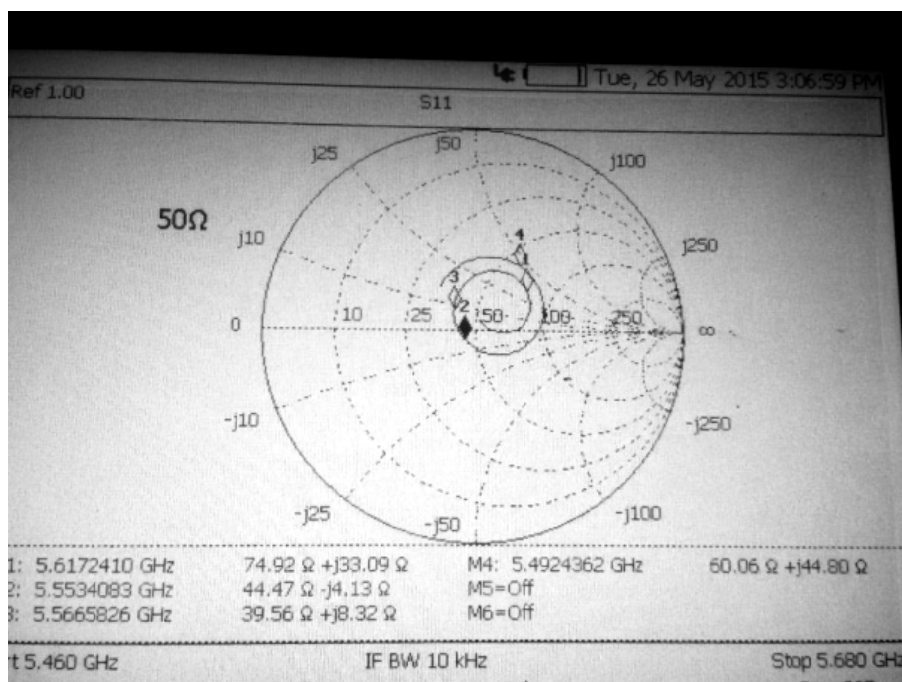 Tue, 26 May 2015 3:06:59 PM
Ref 1.00
S11
50Ω
j50
j25
j100
j10
j250
4
1
3
2
0
10
25
50
100
250
∞
-j10
-j250
-j25
-j50
-j100
1: 5.6172410 GHz 74.92 Ω +j33.09 Ω M4: 5.4924362 GHz 60.06 Ω +j44.80 Ω
2: 5.5534083 GHz 44.47 Ω -j4.13 Ω M5=Off
3: 5.5665826 GHz 39.56 Ω +j8.32 Ω M6=Off
t 5.460 GHz IF BW 10 kHz Stop 5.680 GHz